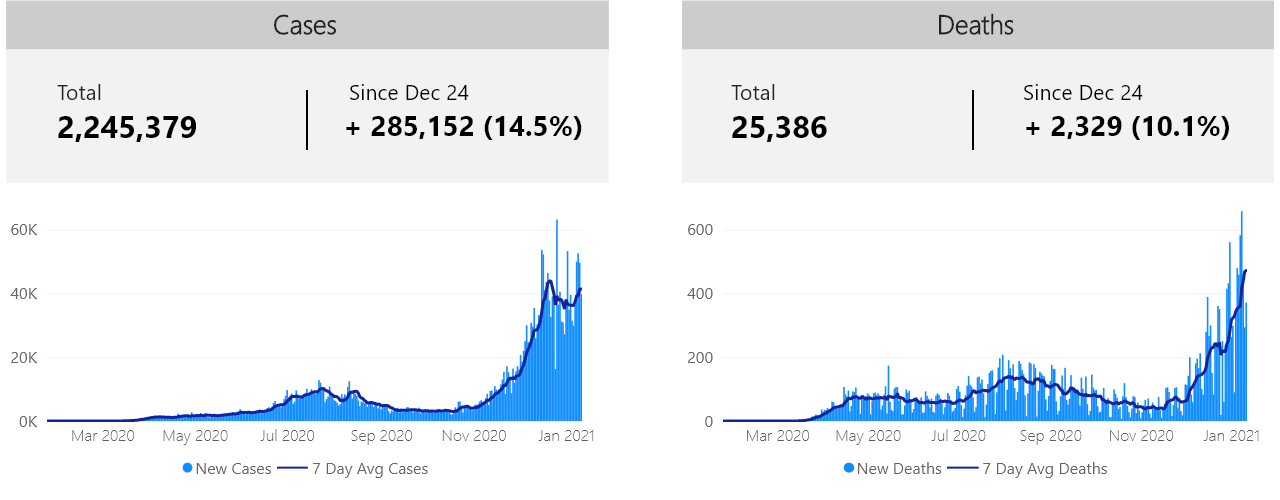 Cases
Total
Since Dec 24
2,245,379
+ 285,152 (14.5%)
60K
40K
20K
0K
Mar 2020 May 2020 Jul 2020 Sep 2020 Nov 2020 Jan 2021
New Cases 7 Day Avg Cases
Deaths
Total
Since Dec 24
25,386
+ 2,329 (10.1%)
600
400
200
0
Mar 2020 May 2020 Jul 2020 Sep 2020 Nov 2020 Jan 2021
New Deaths 7 Day Avg Deaths